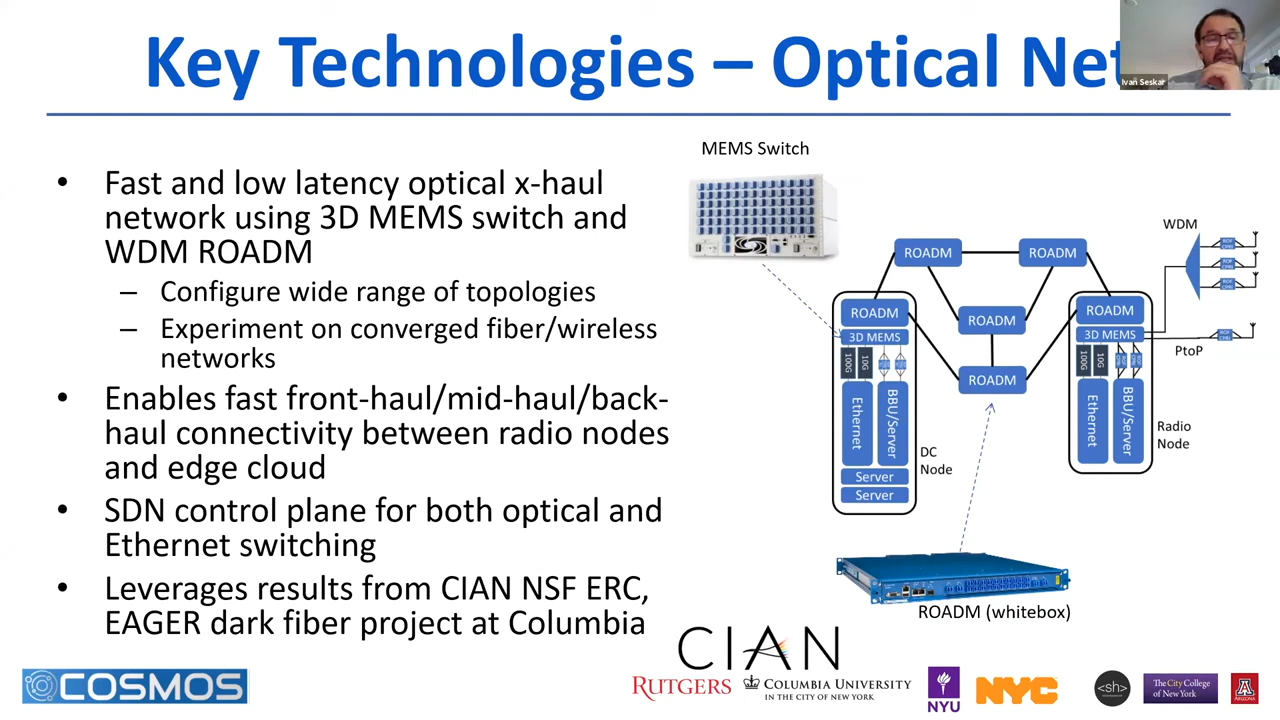 Key Technologies – Optical Net
Ivan Seskar
• Fast and low latency optical x-haul
network using 3D MEMS switch and
WDM ROADM
– Configure wide range of topologies
– Experiment on converged fiber/wireless
networks
• Enables fast front-haul/mid-haul/back-
haul connectivity between radio nodes
and edge cloud
• SDN control plane for both optical and
Ethernet switching
• Leverages results from CIAN NSF ERC,
EAGER dark fiber project at Columbia
MEMS Switch
WDM
ROADM
ROADM
ROADM
ROADM
ROADM
ROADM
3D MEMS
100G
10G
Ethernet
BBU/Server
Server
Server
DC
Node
3D MEMS
100G
10G
Ethernet
BBU/Server
Radio
Node
PtoP
ROADM (whitebox)
COSMOS
CIAN
RUTGERS
COLUMBIA UNIVERSITY
IN THE CITY OF NEW YORK
NYU
NYC
<sh>
The City College
of New York
A
ARIZONA